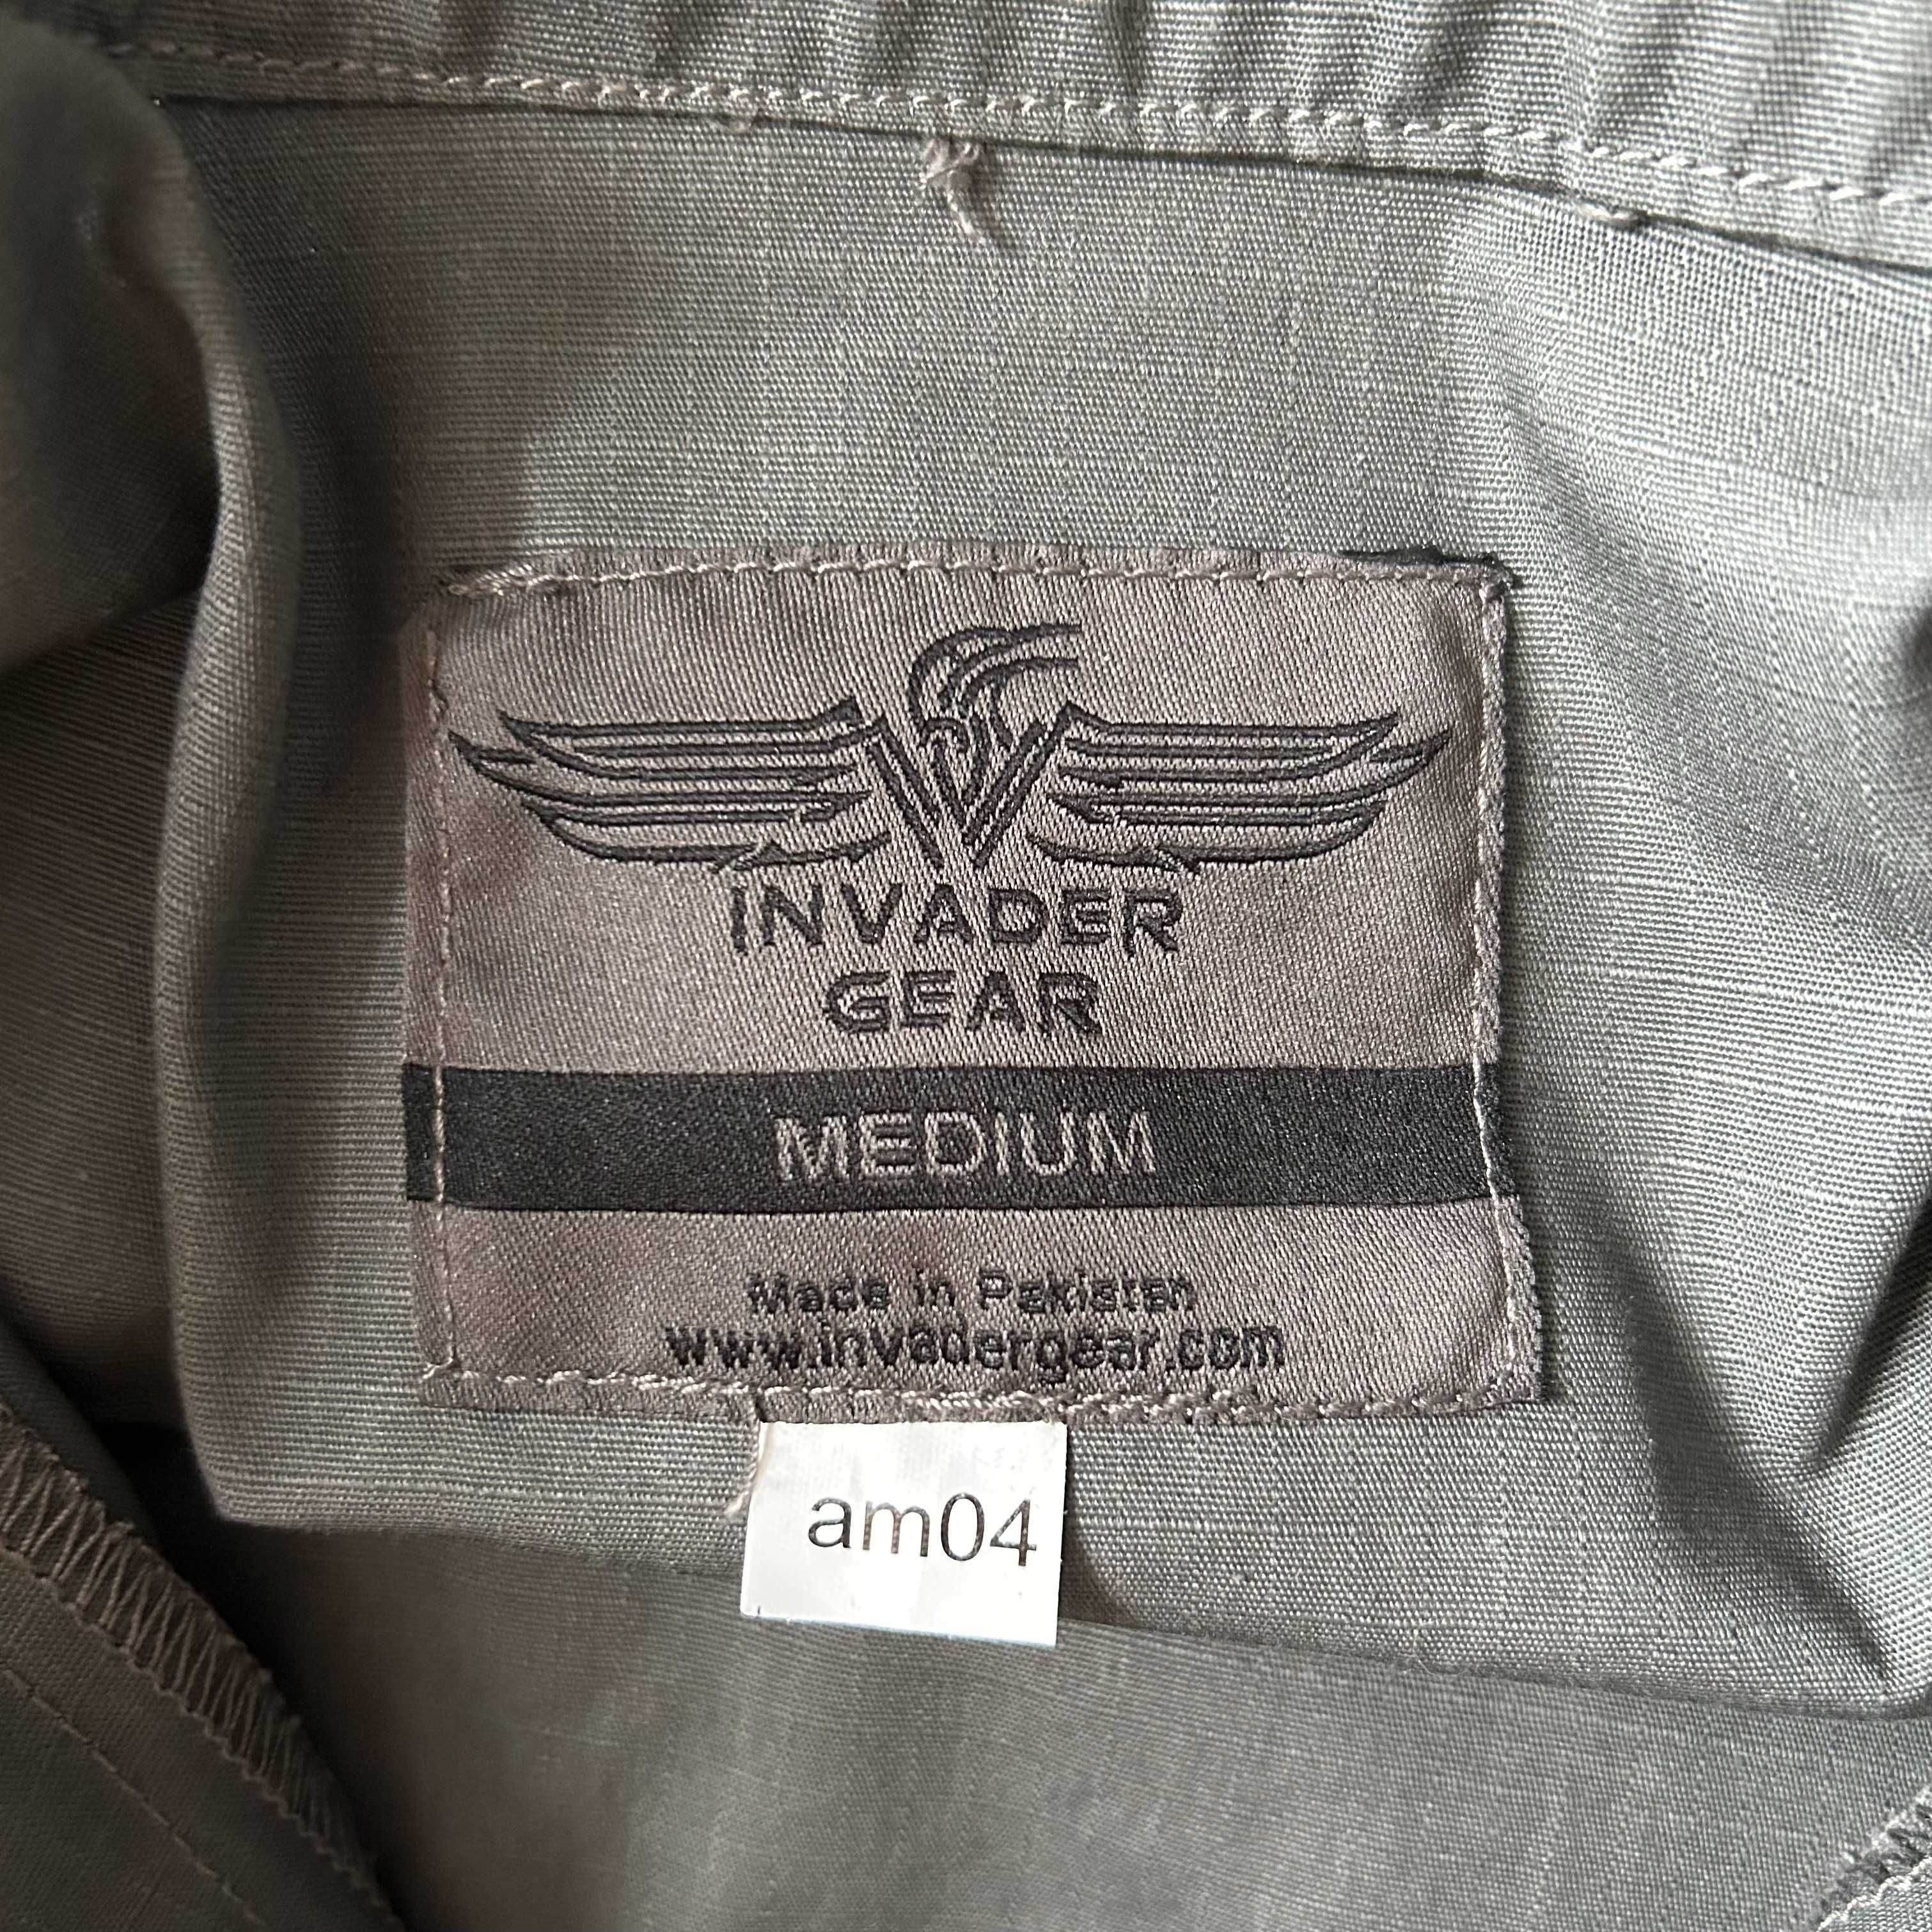 INVADER
GEAR
MEDIUM
Made in Pakistan
www.invadergear.com
am04